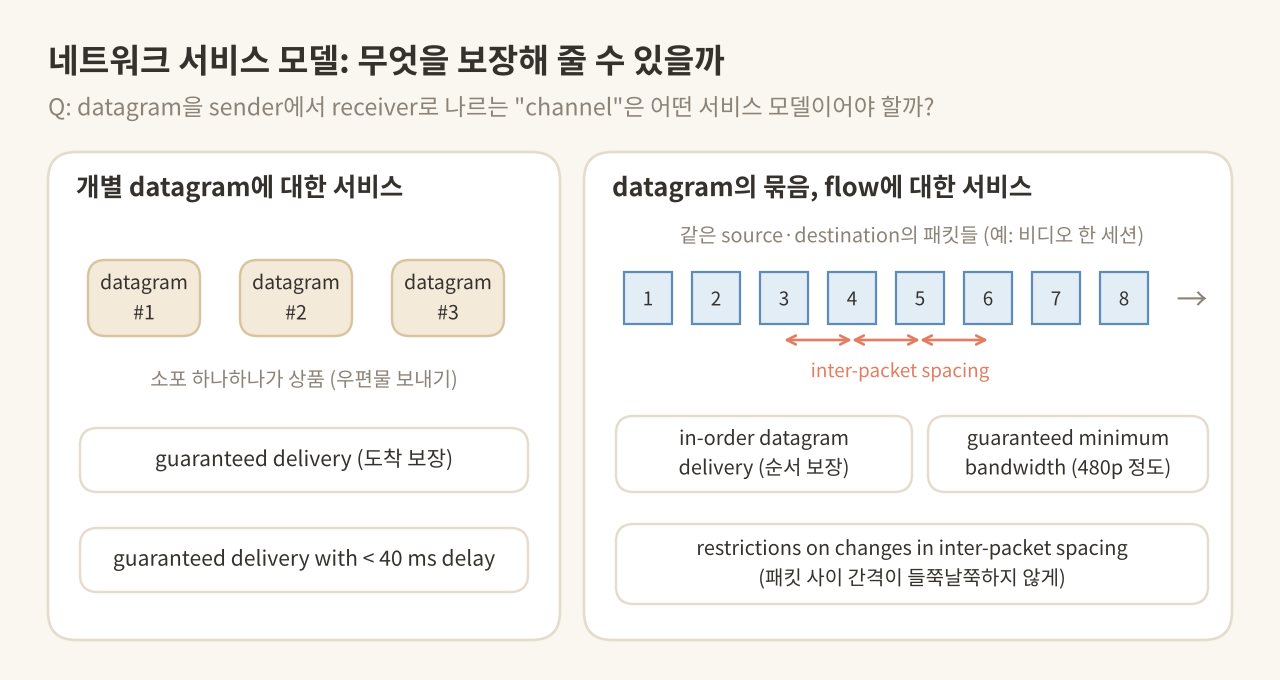 네트워크 서비스 모델: 무엇을 보장해 줄 수 있을까
Q: datagram을 sender에서 receiver로 나르는 "channel"은 어떤 서비스 모델이어야 할까?
개별 datagram에 대한 서비스
datagram
#1
datagram
#2
datagram
#3
소포 하나하나가 상품 (우편물 보내기)
guaranteed delivery (도착 보장)
guaranteed delivery with < 40 ms delay
datagram의 묶음, flow에 대한 서비스
같은 source·destination의 패킷들 (예: 비디오 한 세션)
1 2 3 4 5 6 7 8 →
inter-packet spacing
in-order datagram
delivery (순서 보장)
guaranteed minimum
bandwidth (480p 정도)
restrictions on changes in inter-packet spacing
(패킷 사이 간격이 들쭉날쭉하지 않게)